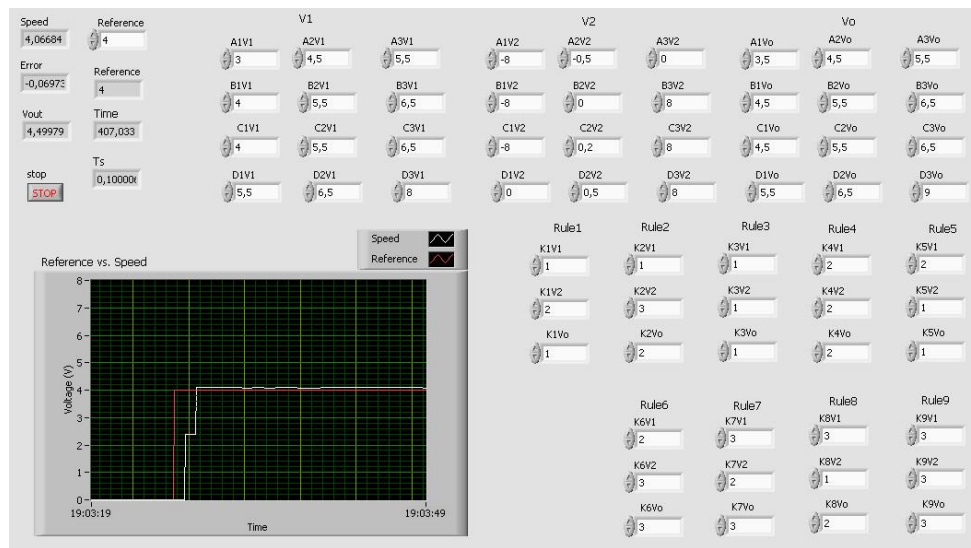 V1 V2 Vo
Speed Reference
4,06684 4
A1V1 A2V1 A3V1 A1V2 A2V2 A3V2 A1Vo A2Vo A3Vo
3 4,5 5,5 -8 -0,5 0 3,5 4,5 5,5
Error Reference
-0,06973 4
B1V1 B2V1 B3V1 B1V2 B2V2 B3V2 B1Vo B2Vo B3Vo
4 5,5 6,5 -8 0 8 4,5 5,5 6,5
Vout Time
4,49979 407,033
C1V1 C2V1 C3V1 C1V2 C2V2 C3V2 C1Vo C2Vo C3Vo
4 5,5 6,5 -8 0,2 8 4,5 5,5 6,5
stop Ts
STOP 0,10000
D1V1 D2V1 D3V1 D1V2 D2V2 D3V2 D1Vo D2Vo D3Vo
5,5 6,5 8 0 0,5 8 5,5 6,5 9
Speed
Reference
Reference vs. Speed
8
7
6
5
4
3
2
1
0
Voltage (V)
19:03:19 19:03:49
Time
Rule1 Rule2 Rule3 Rule4 Rule5
K1V1 K2V1 K3V1 K4V1 K5V1
1 1 1 2 2
K1V2 K2V2 K3V2 K4V2 K5V2
2 3 1 2 1
K1Vo K2Vo K3Vo K4Vo K5Vo
1 2 1 2 1
Rule6 Rule7 Rule8 Rule9
K6V1 K7V1 K8V1 K9V1
2 3 3 3
K6V2 K7V2 K8V2 K9V2
3 2 1 3
K6Vo K7Vo K8Vo K9Vo
3 3 2 3